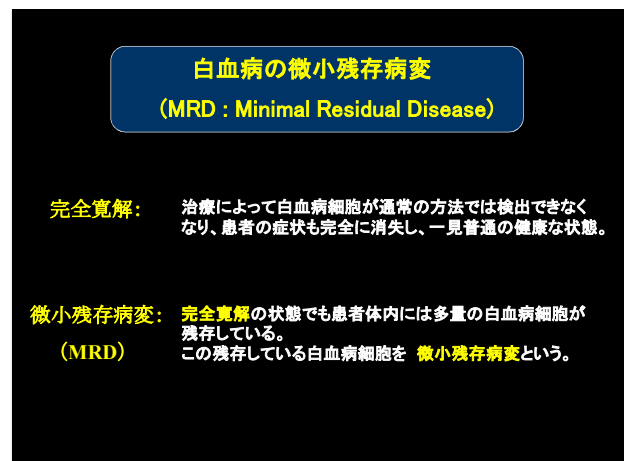 白血病の微小残存病変
（MRD : Minimal Residual Disease）
完全寛解： 治療によって白血病細胞が通常の方法では検出できなく
なり、患者の症状も完全に消失し、一見普通の健康な状態。
微小残存病変： 完全寛解の状態でも患者体内には多量の白血病細胞が
残存している。
（MRD） この残存している白血病細胞を 微小残存病変という。